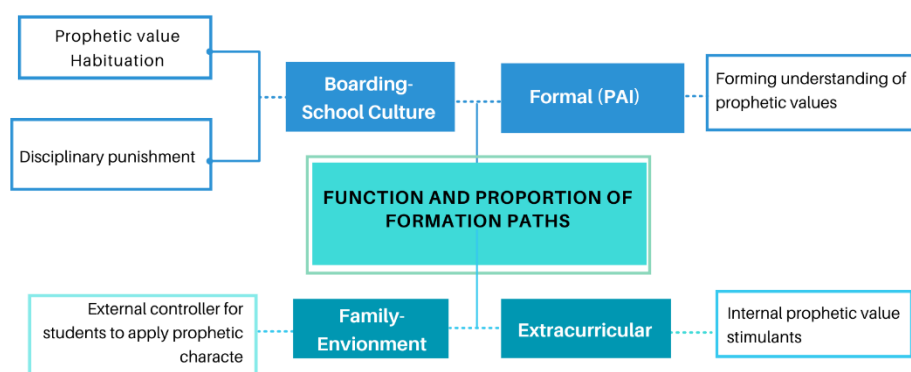 Prophetic value
Habituation
Disciplinary punishment
Boarding-
School Culture
Formal (PAI)
Forming understanding of
prophetic values
FUNCTION AND PROPORTION OF
FORMATION PATHS
External controller for
students to apply prophetic
characte
Family-
Envionment
Extracurricular
Internal prophetic value
stimulants